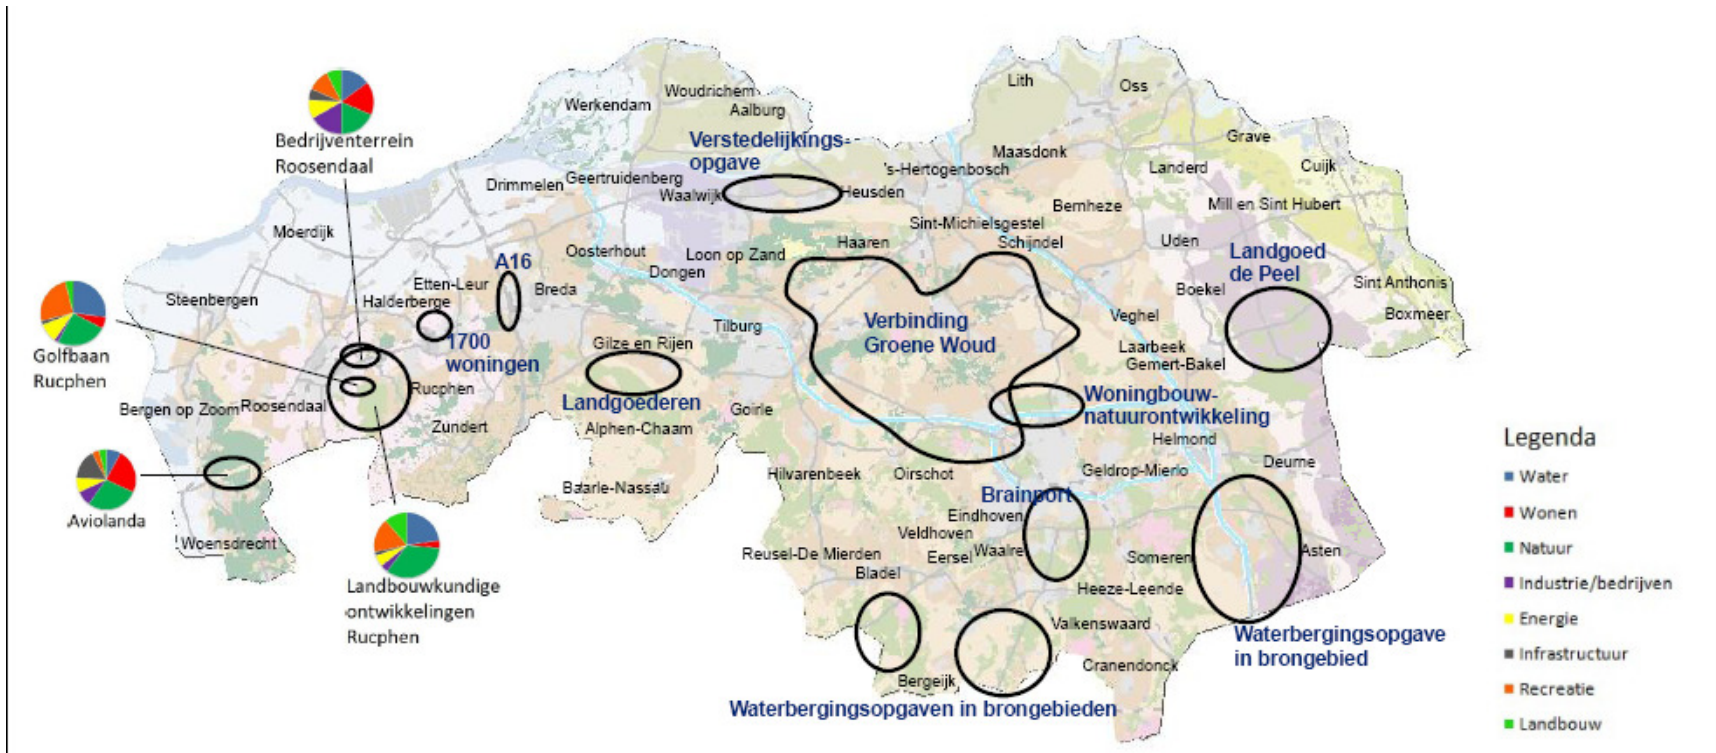 Woudrichem
Aalburg
Werkendam
Lith
Oss
Bedrijventerrein
Roosendaal
Verstedelijkings-
opgave
Maasdonk
Grave
Landerd
Cuijk
's-Hertogenbosch
Drimmelen
Geertruidenberg
Waalwijk
Heusden
Bernheze
Mill en Sint Hubert
Moerdijk
Sint-Michielsgestel
Schijndel
Haaren
Uden
Landgoed
de Peel
Oosterhout
Loon op Zand
Dongen
A16
Etten-Leur
Halderberge
Breda
Boekel
Sint Anthonis
Boxmeer
Steenbergen
Tilburg
Verbinding
Groene Woud
Veghel
1700
woningen
Gilze en Rijen
Laarbeek
Gemert-Bakel
Golfbaan
Rucphen
Rucphen
Landgoederen
Woningbouw-
natuurontwikkeling
Bergen op Zoom
Roosendaal
Goirle
Zundert
Alphen-Chaam
Helmond
Hilvarenbeek
Oirschot
Geldrop-Mierlo
Deurne
Baarle-Nassau
Brainport
Eindhoven
Aviolanda
Veldhoven
Woensdrecht
Reusel-De Mierden
Eersel
Waalre
Someren
Asten
Bladel
Heeze-Leende
Landbouwkundige
ontwikkelingen
Rucphen
Valkenswaard
Waterbergingsopgave
in brongebied
Cranendonck
Bergeijk
Waterbergingsopgaven in brongebieden
Legenda
Water
Wonen
Natuur
Industrie/bedrijven
Energie
Infrastructuur
Recreatie
Landbouw